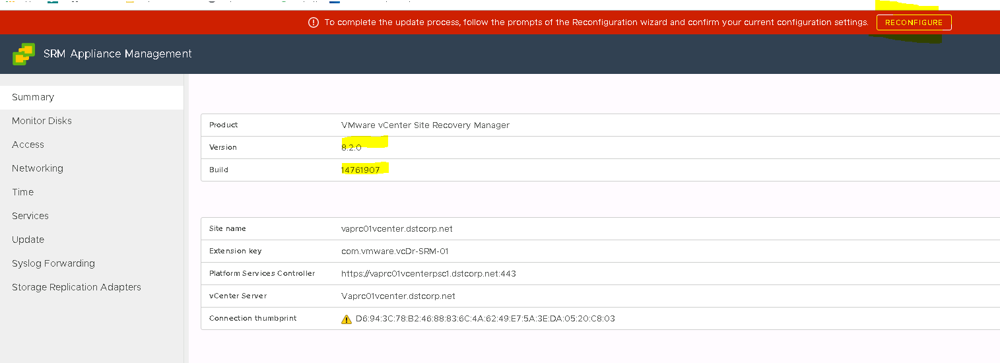 To complete the update process, follow the prompts of the Reconfiguration wizard and confirm your current configuration settings. RECONFIGURE
SRM Appliance Management
Summary
Monitor Disks
Access
Networking
Time
Services
Update
Syslog Forwarding
Storage Replication Adapters
Product VMware vCenter Site Recovery Manager
Version 8.2.0
Build 14761907
Site name vaprc01vcenter.dstcorp.net
Extension key com.vmware.vcDr-SRM-01
Platform Services Controller https://vaprc01vcenterpsc1.dstcorp.net:443
vCenter Server Vaprc01vcenter.dstcorp.net
Connection thumbprint D6:94:3C:78:B2:46:88:83:6C:4A:62:49:E7:5A:3E:DA:05:20:C8:03